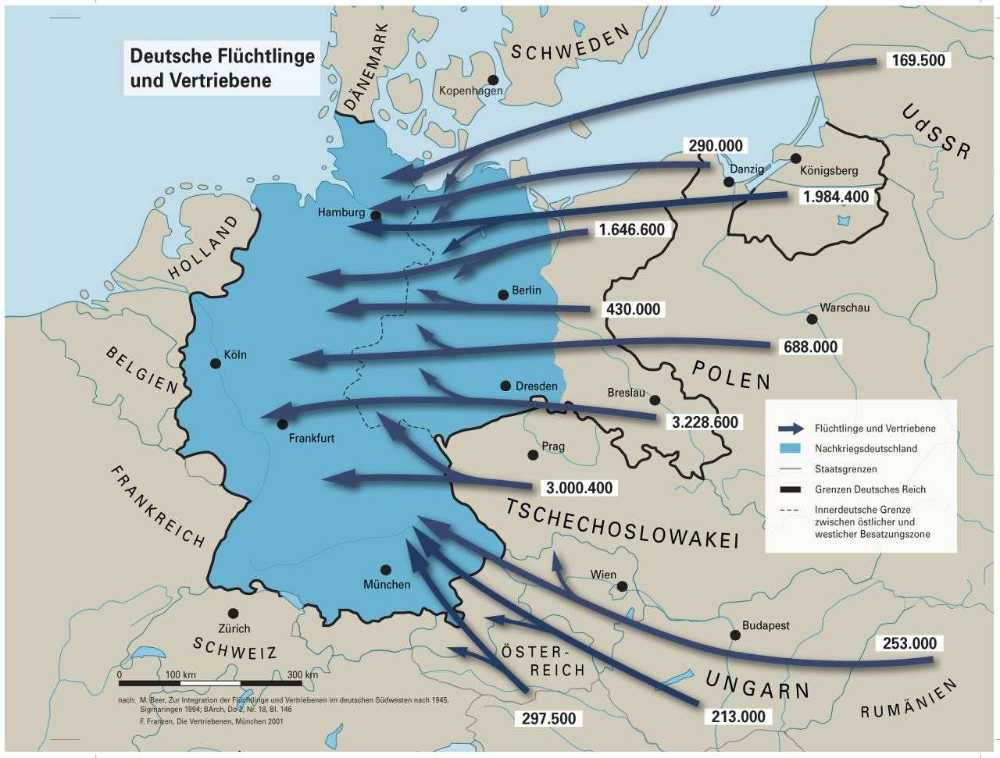 Deutsche Flüchtlinge
und Vertriebene
DÄNEMARK
SCHWEDEN
Kopenhagen
169.500
UdSSR
290.000
Danzig
Königsberg
1.984.400
Hamburg
1.646.600
HOLLAND
Berlin
430.000
Warschau
688.000
Köln
BELGIEN
POLEN
Dresden
Breslau
3.228.600
Frankfurt
Prag
3.000.400
FRANKREICH
TSCHECHOSLOWAKEI
Flüchtlinge und Vertriebene
Nachkriegsdeutschland
Staatsgrenzen
Grenzen Deutsches Reich
Innerdeutsche Grenze
zwischen östlicher und
westicher Besatzungszone
München
Wien
Zürich
SCHWEIZ
Budapest
253.000
ÖSTER-
REICH
UNGARN
RUMÄNIEN
297.500
213.000
0 100 km 300 km
nach: M. Beer, Zur Integration der Flüchtlinge und Vertriebenen im deutschen Südwesten nach 1945,
Sigmaringen 1994; BArch, Do 2, Nr. 18, Bl. 146
F. Franzen, Die Vertriebenen, München 2001